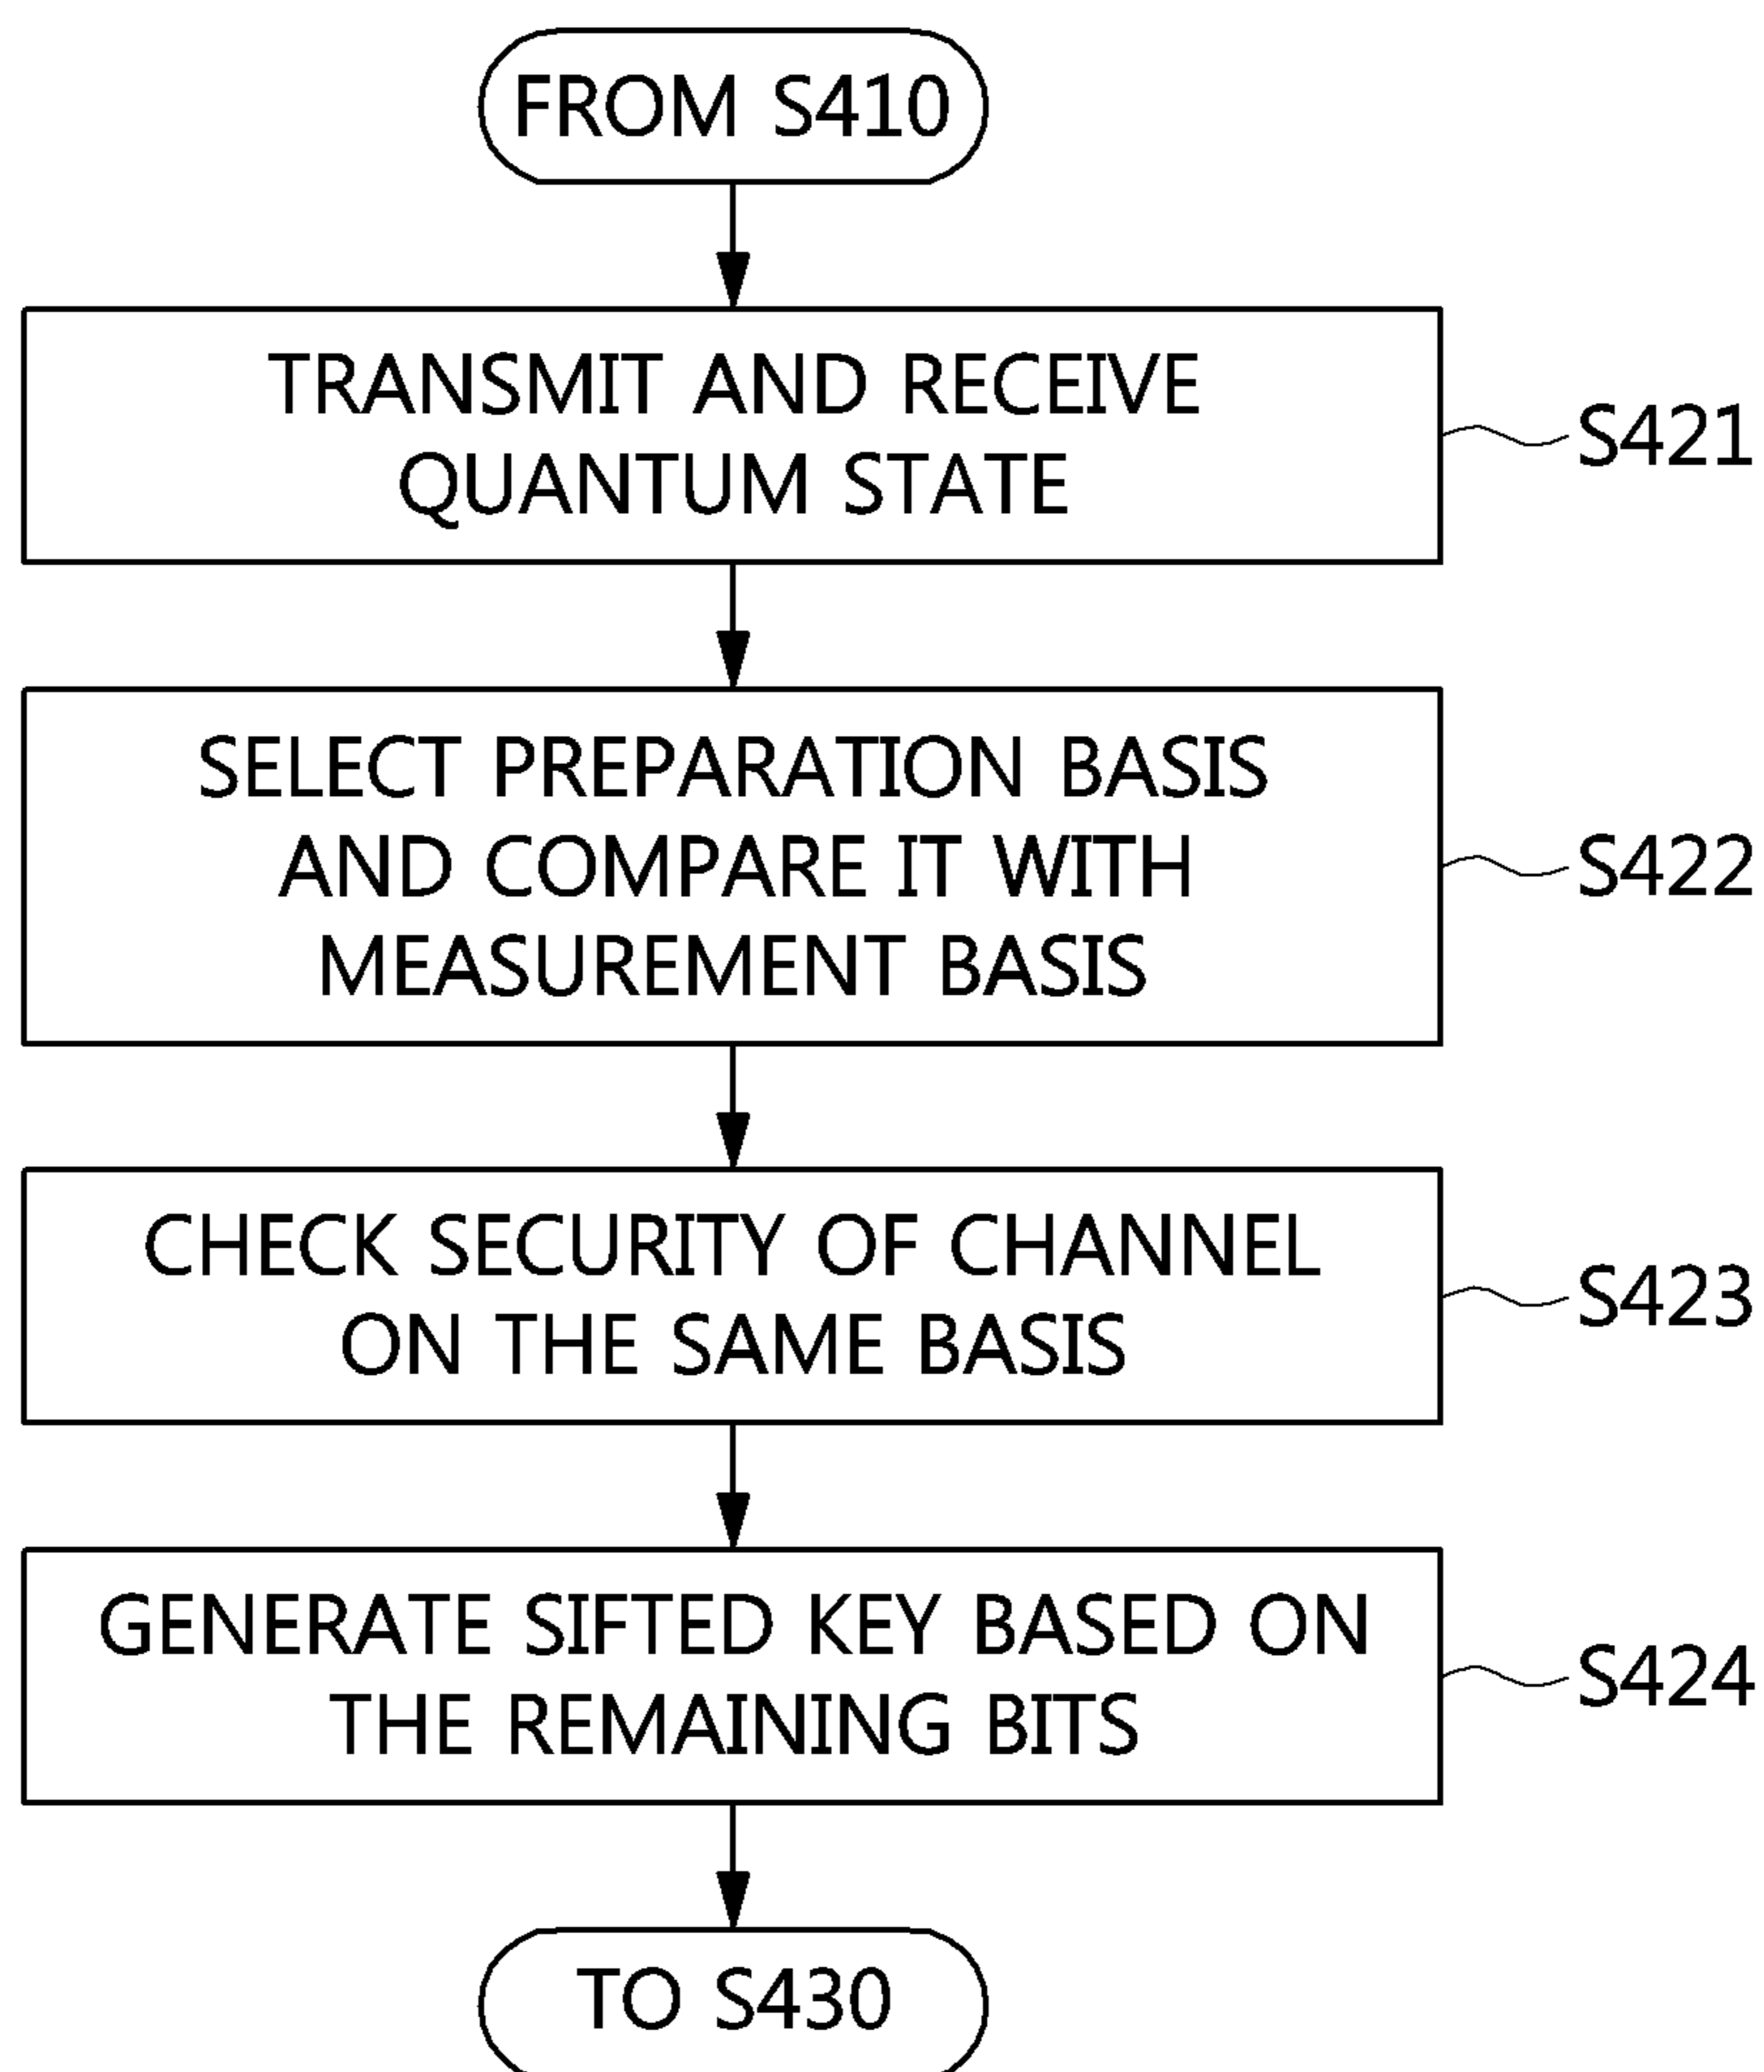 FROM S410
TRANSMIT AND RECEIVE
QUANTUM STATE
S421
SELECT PREPARATION BASIS
AND COMPARE IT WITH
MEASUREMENT BASIS
S422
CHECK SECURITY OF CHANNEL
ON THE SAME BASIS
S423
GENERATE SIFTED KEY BASED ON
THE REMAINING BITS
S424
TO S430